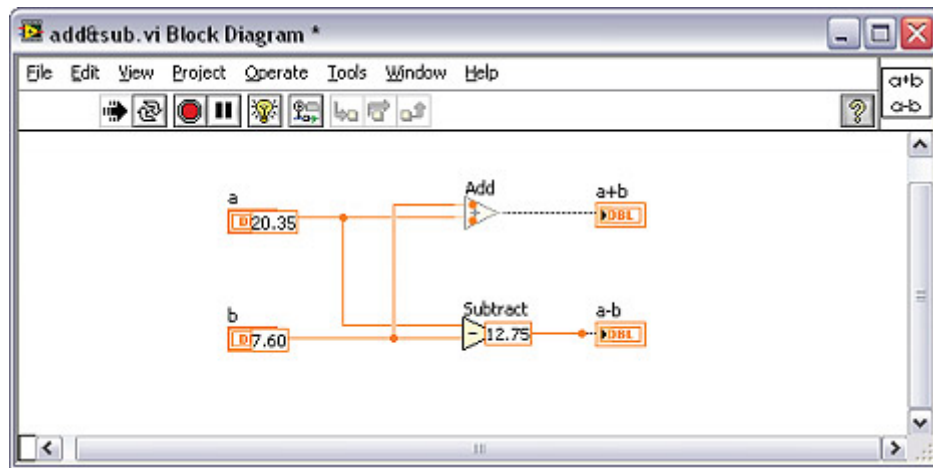 add&sub.vi Block Diagram *
File Edit View Project Operate Tools Window Help
a+b
a-b
?
a
D 20.35
Add
+
a+b
DBL
b
D 7.60
Subtract
- 12.75
a-b
DBL